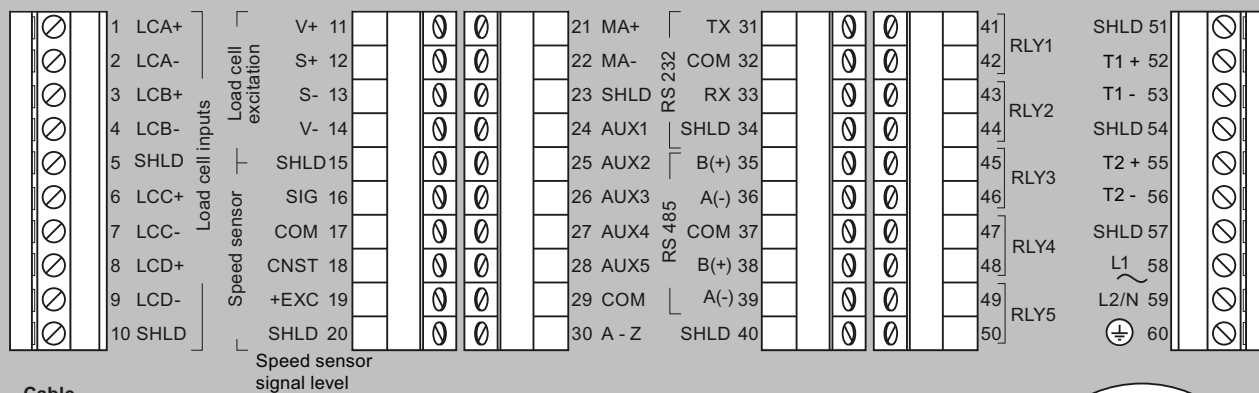 1 LCA+
2 LCA-
3 LCB+
4 LCB-
5 SHLD
6 LCC+
7 LCC-
8 LCD+
9 LCD-
10 SHLD
Load cell inputs
Load cell
excitation
Speed sensor
V+ 11
S+ 12
S- 13
V- 14
SHLD 15
SIG 16
COM 17
CNST 18
+EXC 19
SHLD 20
Speed sensor
signal level
21 MA+
22 MA-
23 SHLD
24 AUX1
25 AUX2
26 AUX3
27 AUX4
28 AUX5
29 COM
30 A - Z
RS 232
RS 485
TX 31
COM 32
RX 33
SHLD 34
B(+) 35
A(-) 36
COM 37
B(+) 38
A(-) 39
SHLD 40
41
42
RLY1
43
44
RLY2
45
46
RLY3
47
48
RLY4
49
50
RLY5
SHLD 51
T1 + 52
T1 - 53
SHLD 54
T2 + 55
T2 - 56
SHLD 57
L1 58
L2/N 59
60
Cable